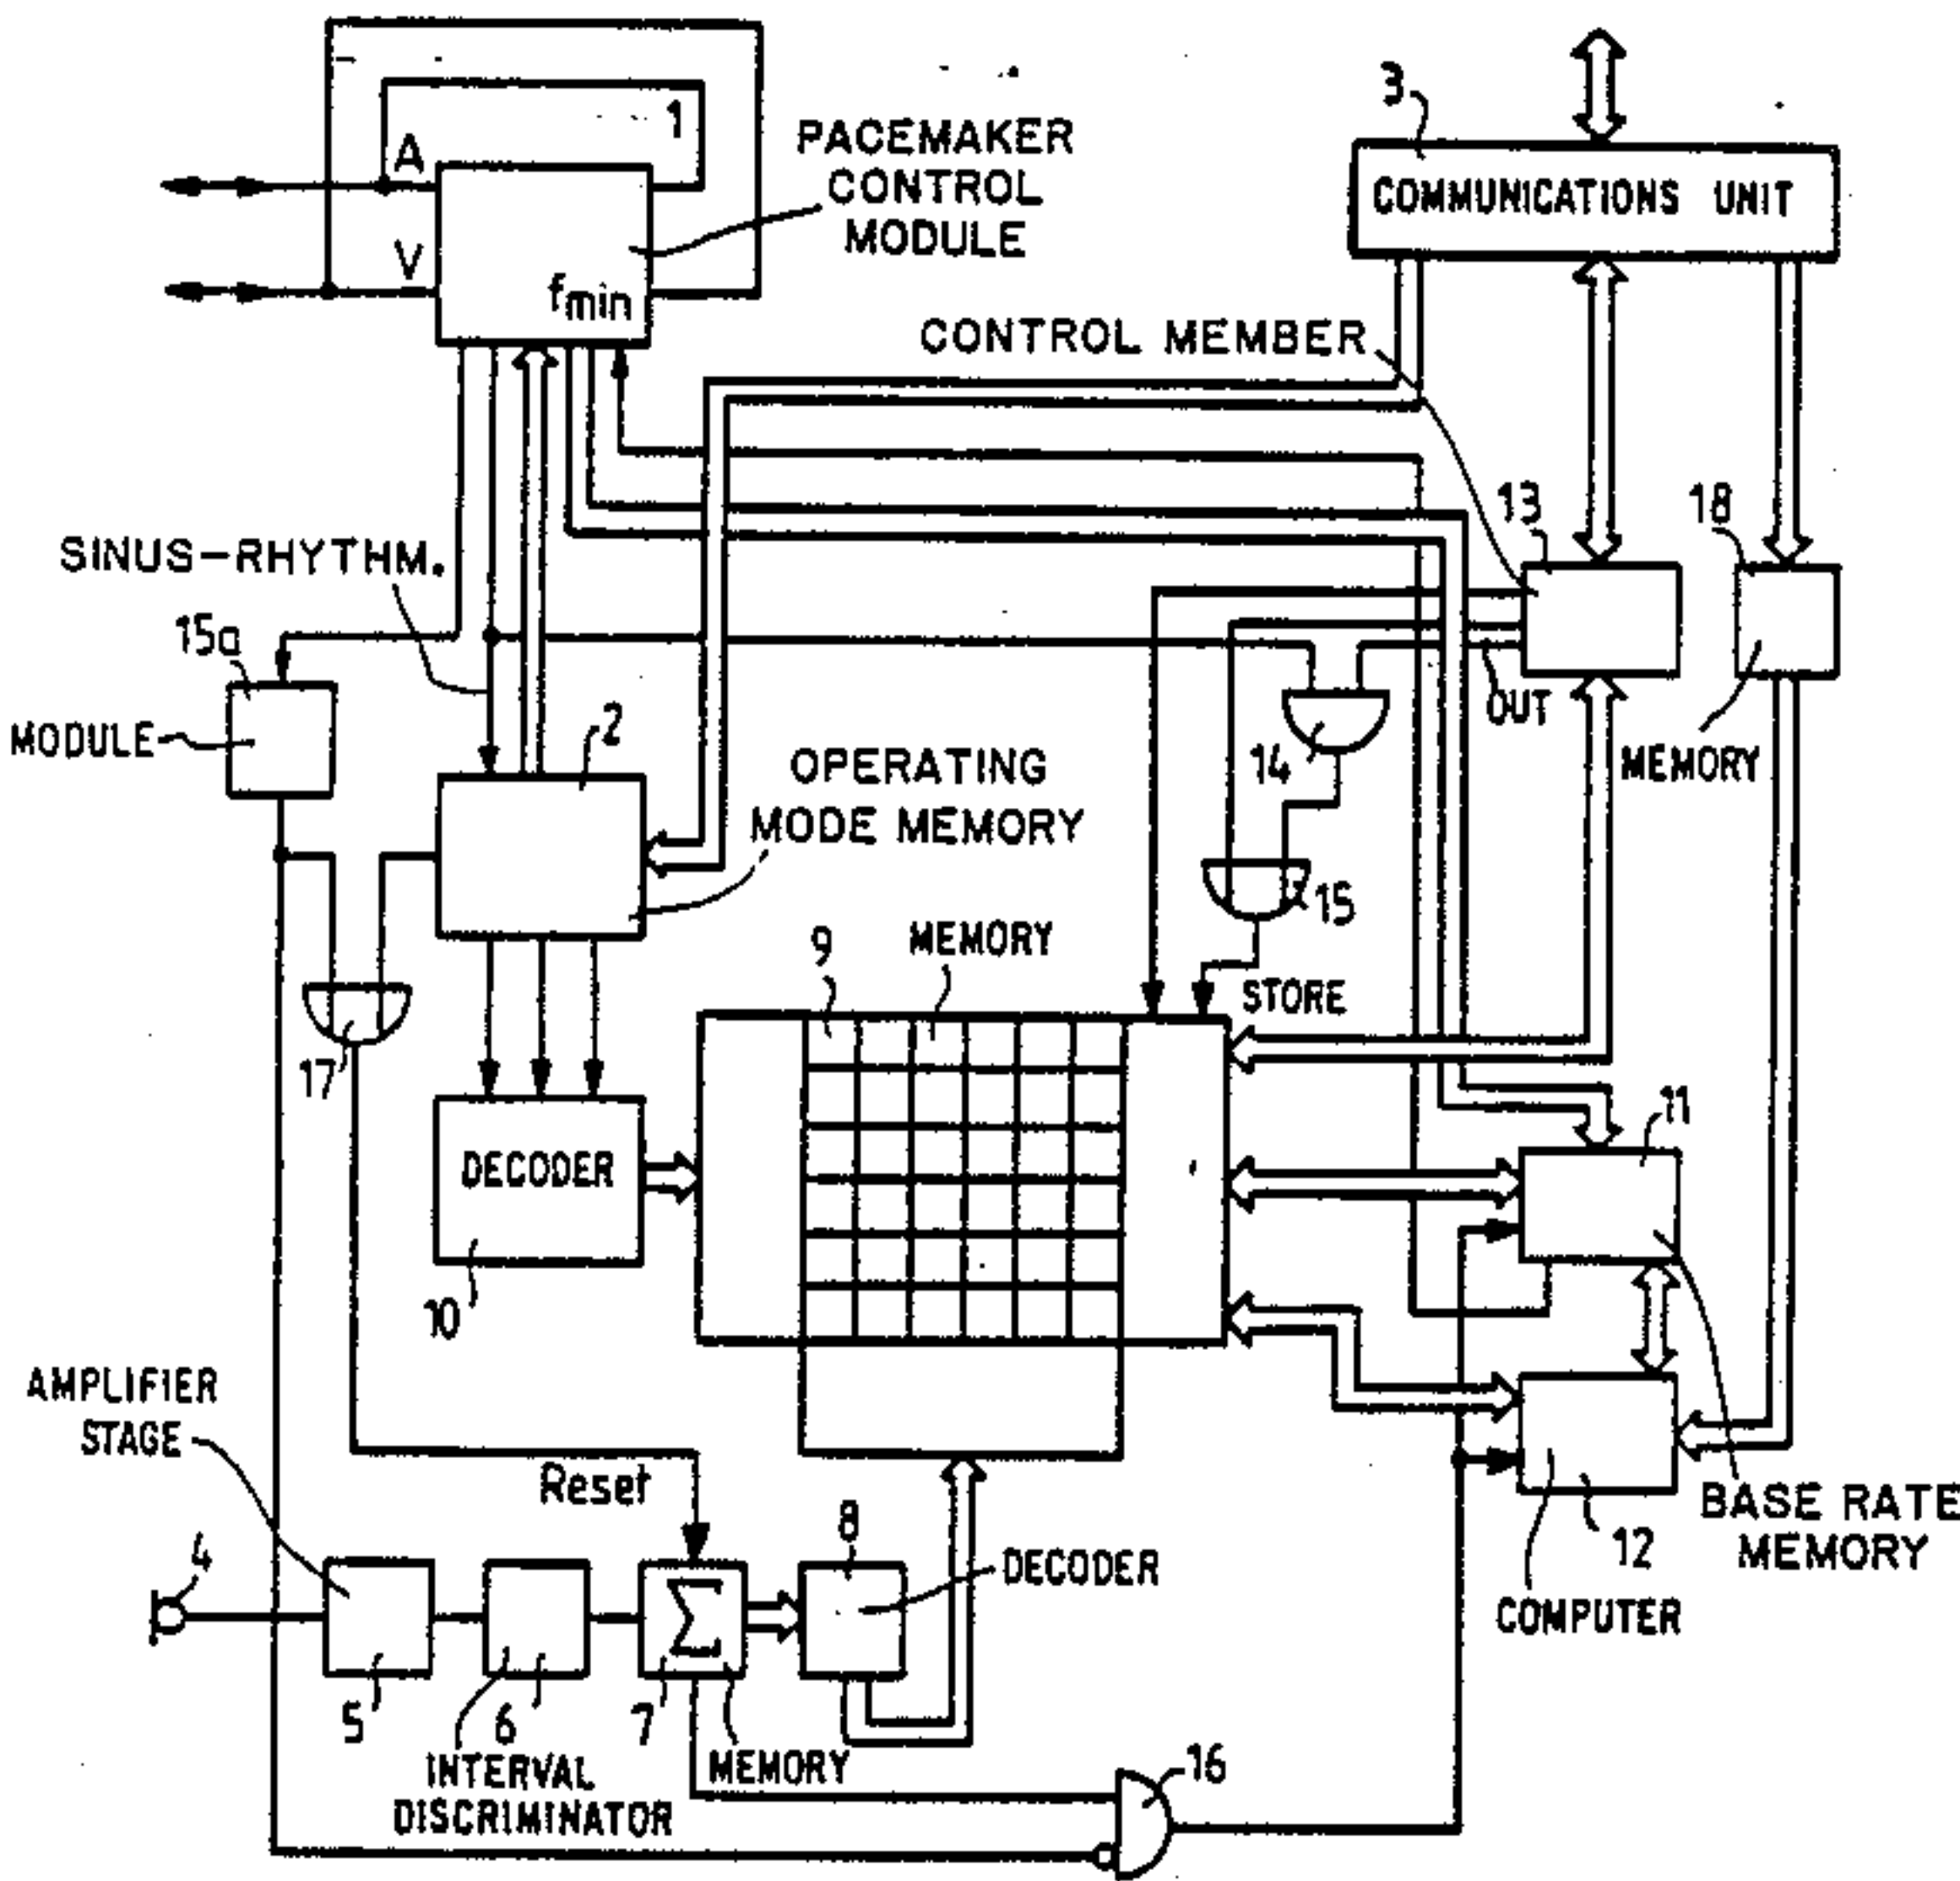 1
PACEMAKER
CONTROL
MODULE
A
V
fmin
3
COMMUNICATIONS UNIT
CONTROL MEMBER
SINUS-RHYTHM.
13
18
15a
MODULE
OUT
MEMORY
2
14
OPERATING
MODE MEMORY
15
9
MEMORY
STORE
17
DECODER
10
11
AMPLIFIER
STAGE
Reset
BASE RATE
MEMORY
12
COMPUTER
4
8
DECODER
5
6
7
MEMORY
INTERVAL
DISCRIMINATOR
Σ
16